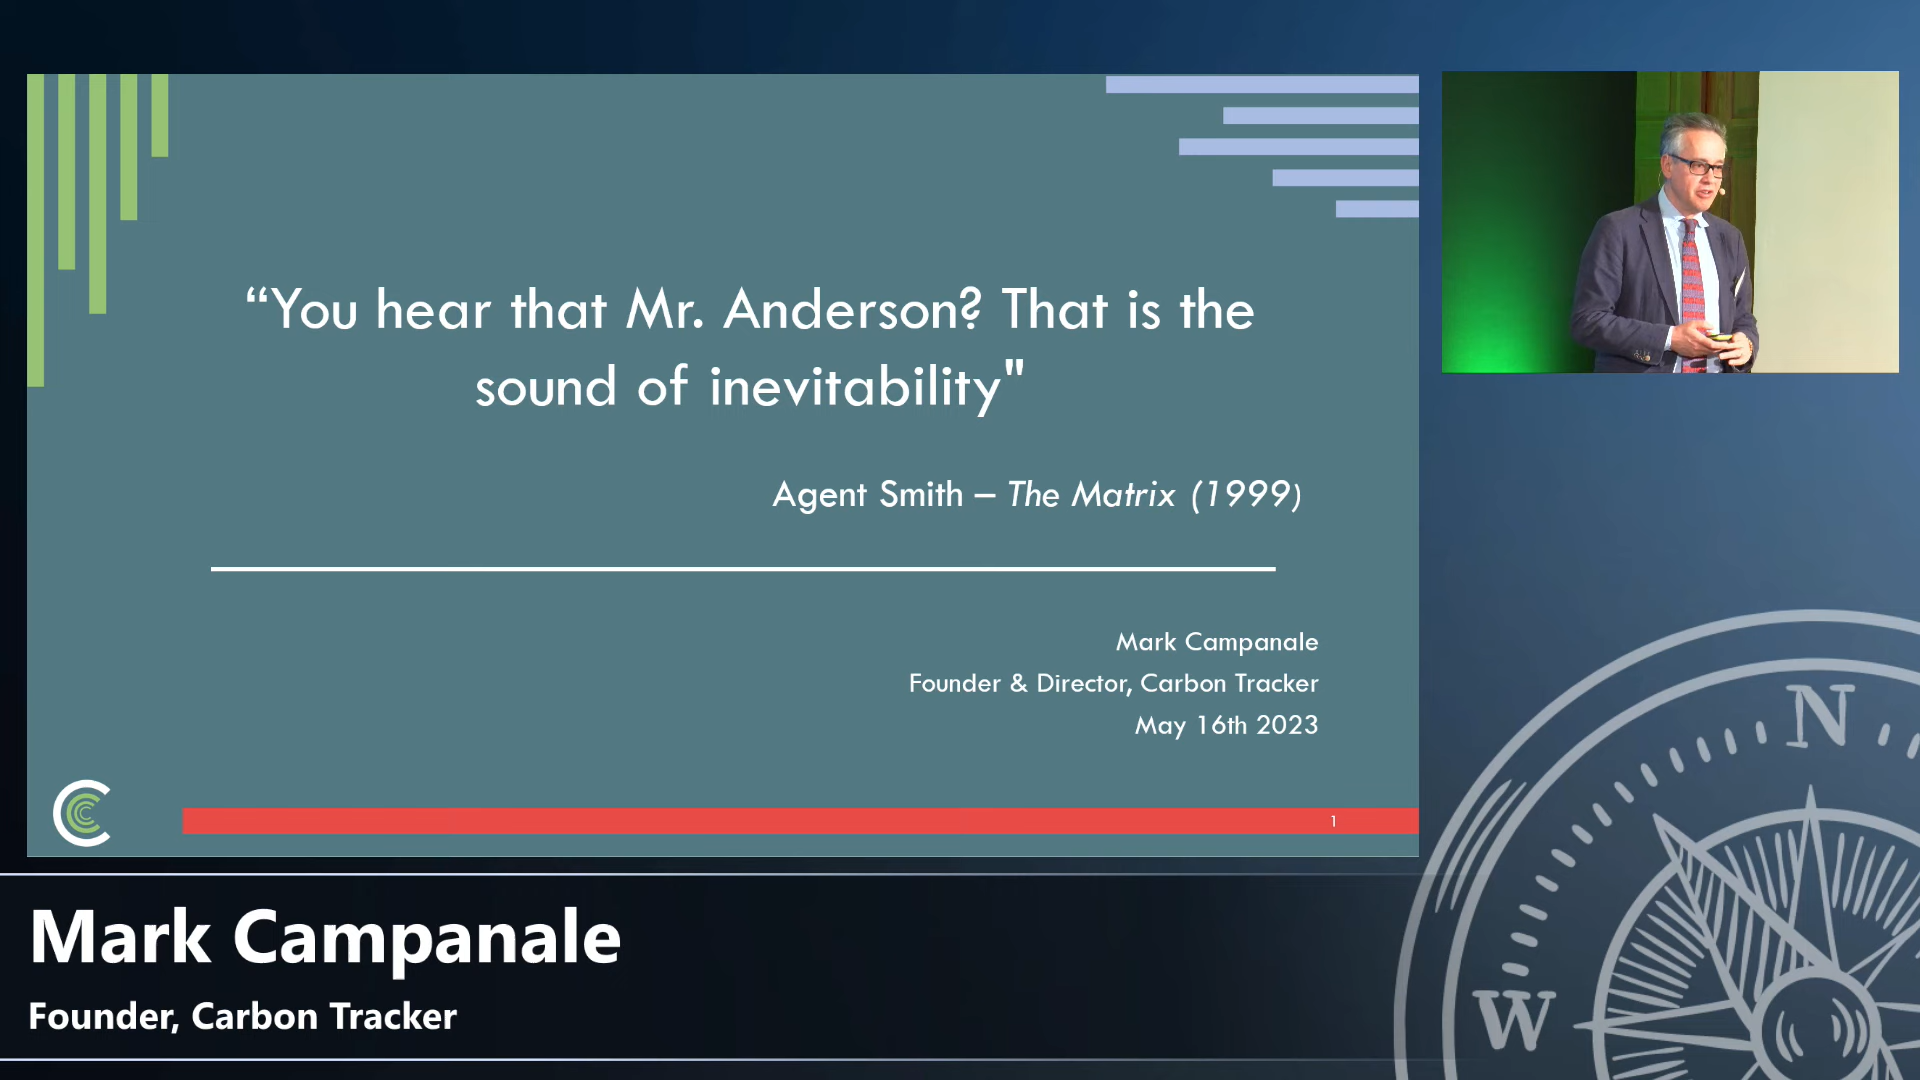 “You hear that Mr. Anderson? That is the
sound of inevitability"
Agent Smith – The Matrix (1999)
Mark Campanale
Founder & Director, Carbon Tracker
May 16th 2023
1
Mark Campanale
Founder, Carbon Tracker
N
W